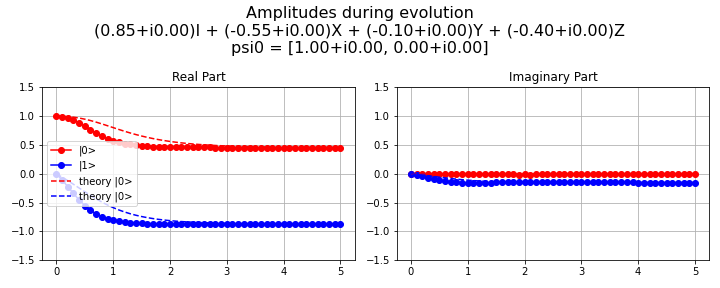 Amplitudes during evolution
(0.85+i0.00)I + (-0.55+i0.00)X + (-0.10+i0.00)Y + (-0.40+i0.00)Z
psi0 = [1.00+i0.00, 0.00+i0.00]
Real Part
1.5
1.0
0.5
0.0
−0.5
−1.0
−1.5
0 1 2 3 4 5
|0>
|1>
theory |0>
theory |1>
Imaginary Part
1.5
1.0
0.5
0.0
−0.5
−1.0
−1.5
0 1 2 3 4 5